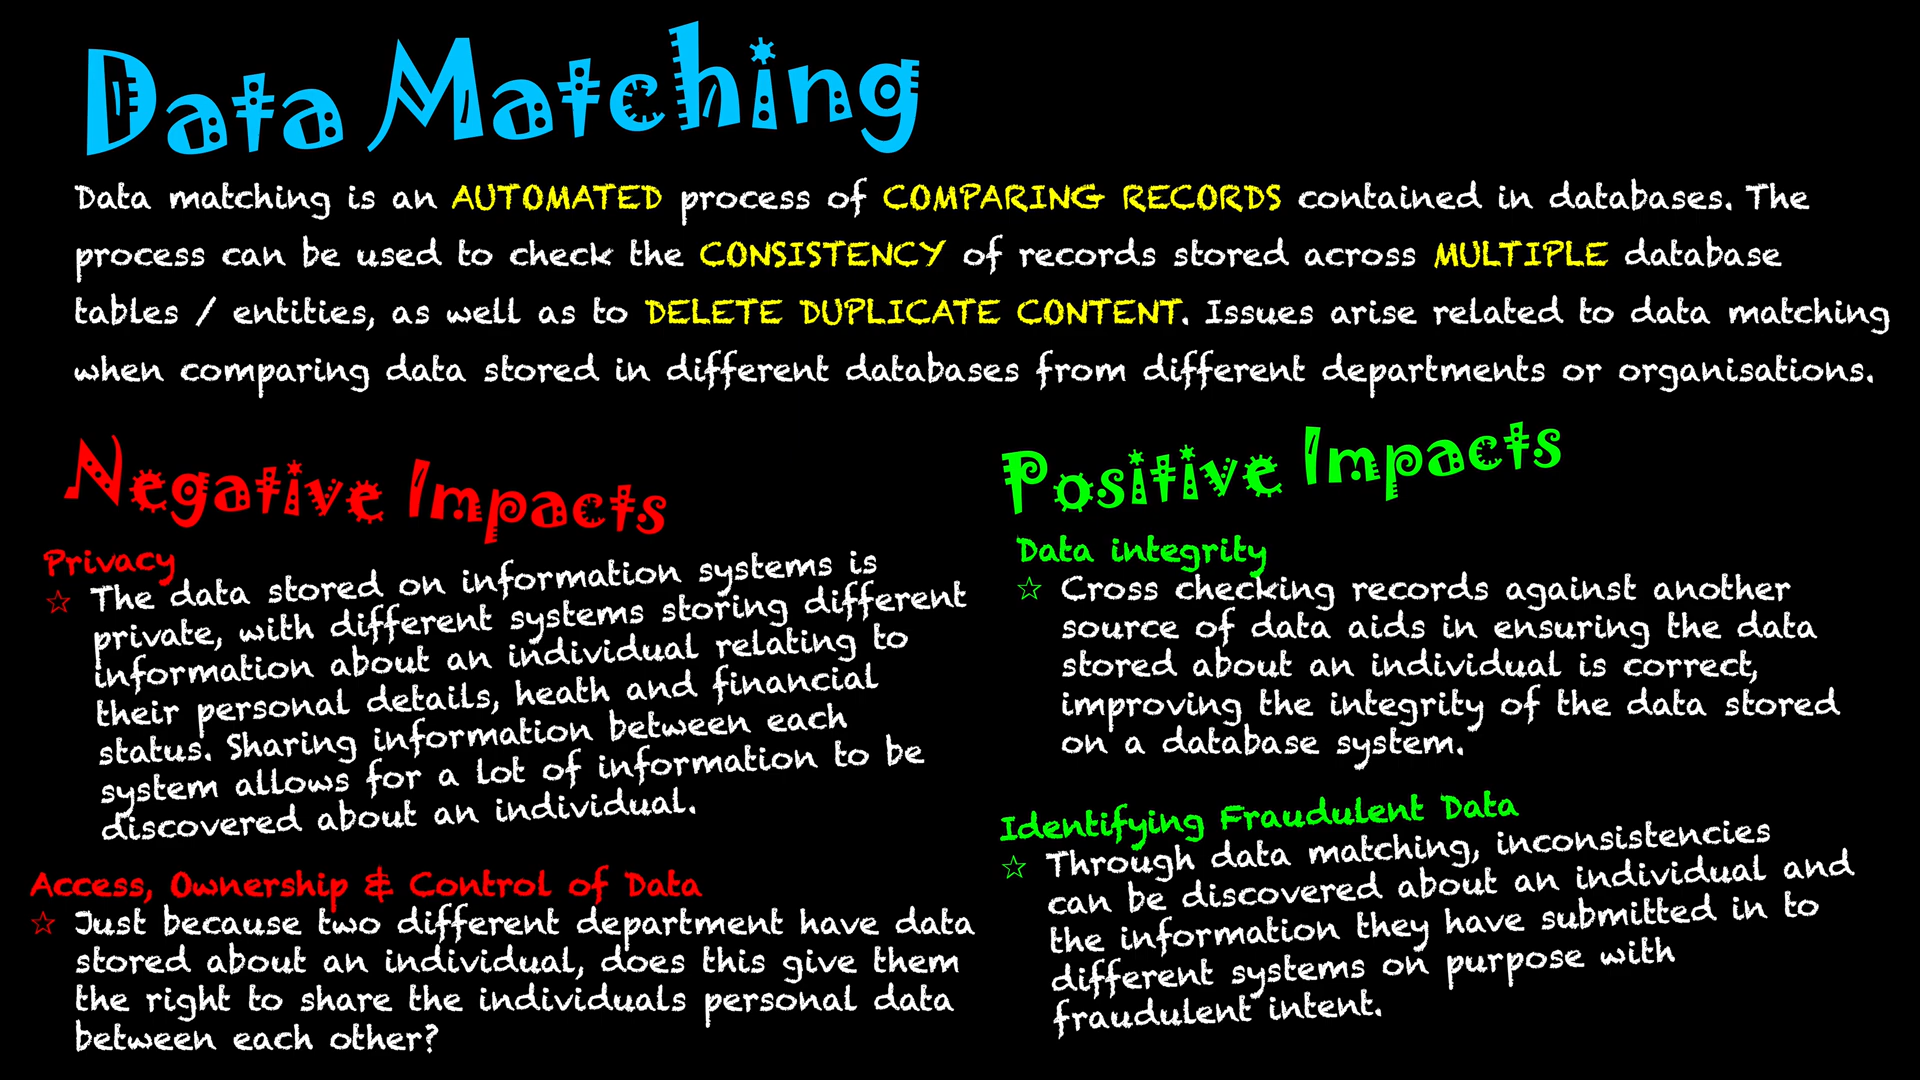 Data Matching
Data matching is an AUTOMATED process of COMPARING RECORDS contained in databases. The
process can be used to check the CONSISTENCY of records stored across MULTIPLE database
tables / entities, as well as to DELETE DUPLICATE CONTENT. Issues arise related to data matching
when comparing data stored in different databases from different departments or organisations.
Negative Impacts
Privacy
☆ The data stored on information systems is
private, with different systems storing different
information about an individual relating to
their personal details, heath and financial
status. Sharing information between each
system allows for a lot of information to be
discovered about an individual.
Access, Ownership & Control of Data
☆ Just because two different department have data
stored about an individual, does this give them
the right to share the individuals personal data
between each other?
Positive Impacts
Data integrity
☆ Cross checking records against another
source of data aids in ensuring the data
stored about an individual is correct,
improving the integrity of the data stored
on a database system.
Identifying Fraudulent Data
☆ Through data matching, inconsistencies
can be discovered about an individual and
the information they have submitted in to
different systems on purpose with
fraudulent intent.